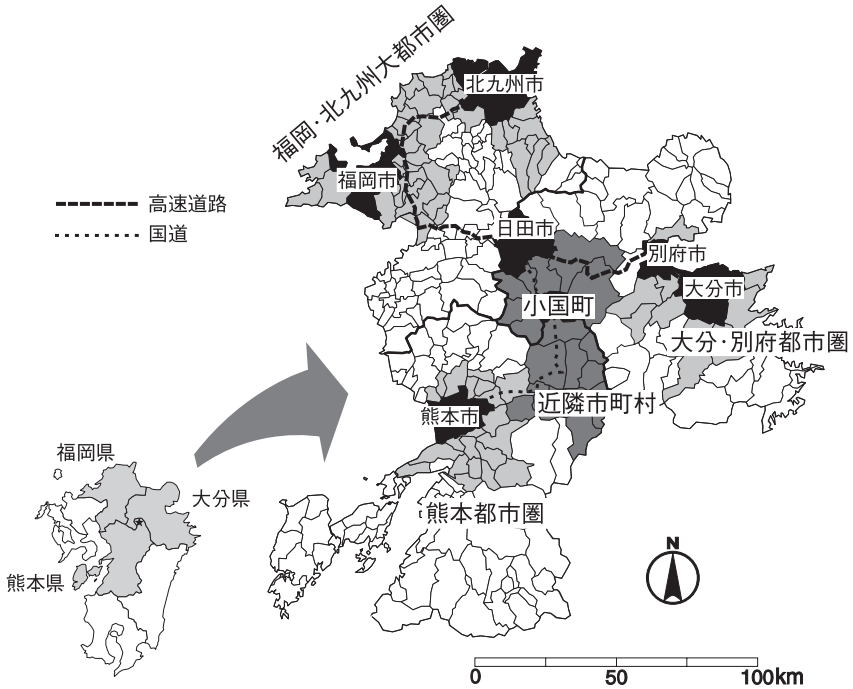 福岡・北九州大都市圏
北九州市
福岡市
高速道路
国道
日田市
別府市
大分市
小国町
大分・別府都市圏
近隣市町村
熊本市
福岡県
大分県
熊本都市圏
熊本県
N
0 50 100km